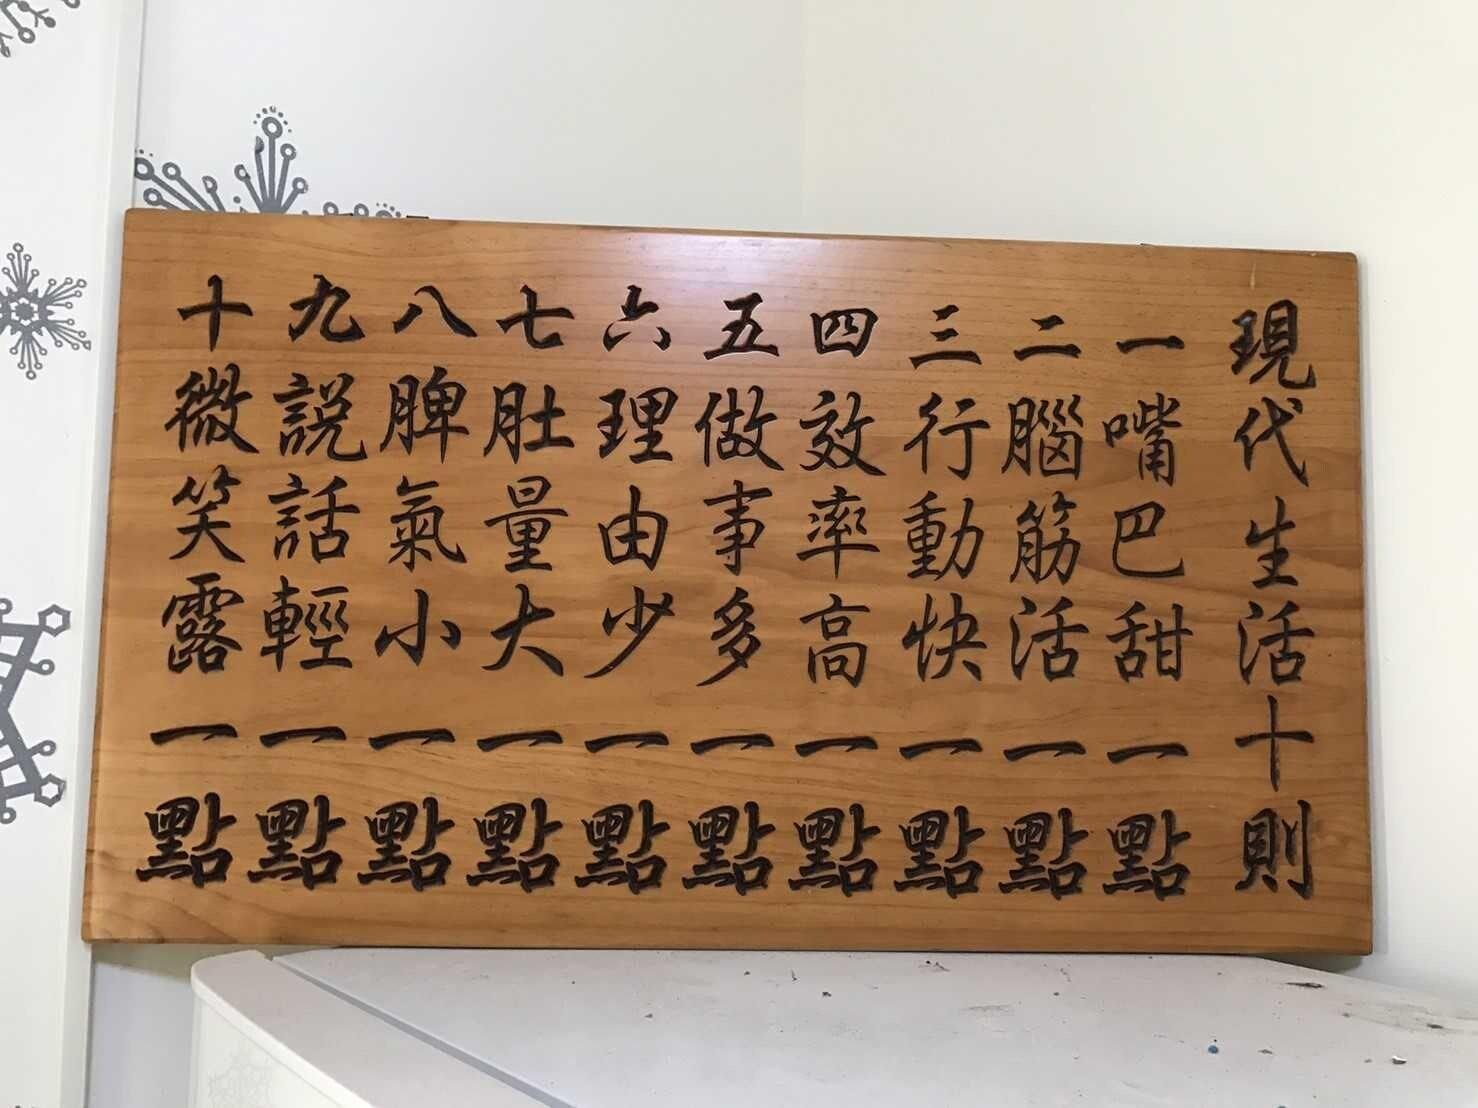 現代生活十則
一嘴巴甜一點
二腦筋活一點
三行動快一點
四效率高一點
五做事多一點
六理由少一點
七肚量大一點
八脾氣小一點
九說話輕一點
十微笑露一點